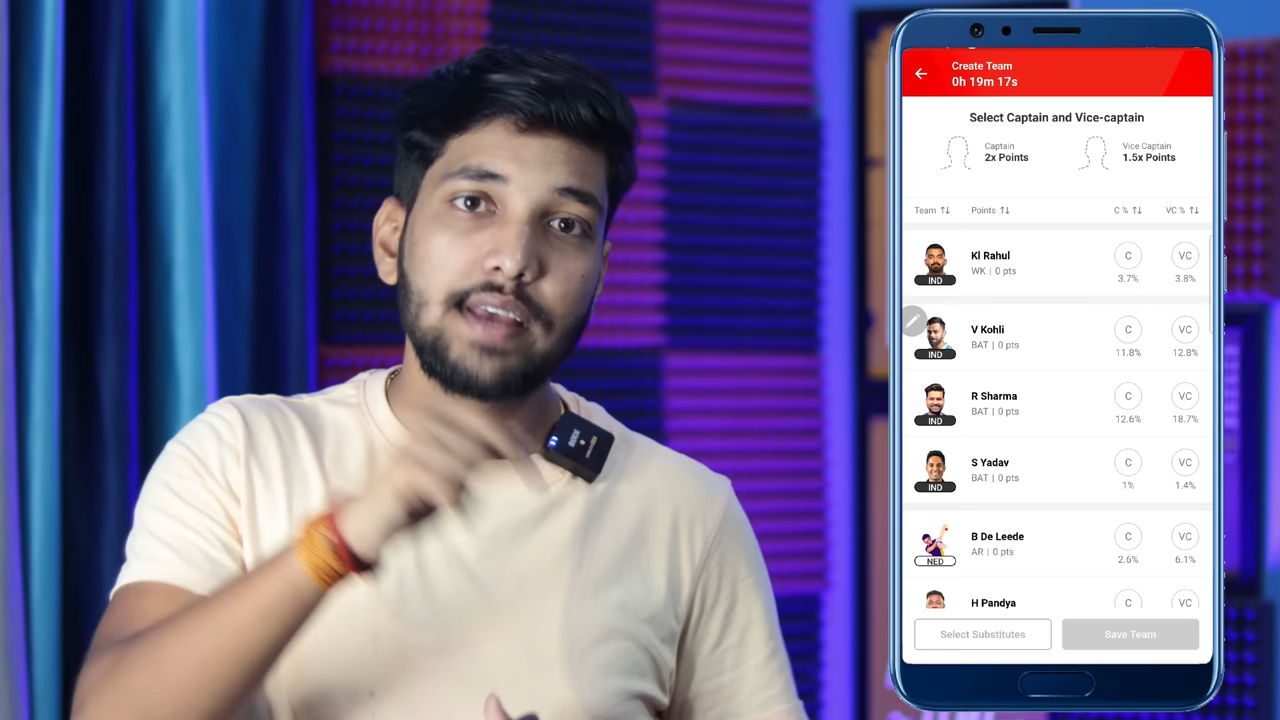 Create Team
0h 19m 17s
Select Captain and Vice-captain
Captain
2x Points
Vice Captain
1.5x Points
Team ↑↓ Points ↑↓ C % ↑↓ VC % ↑↓
Kl Rahul
WK | 0 pts
IND
C VC
3.7% 3.8%
V Kohli
BAT | 0 pts
IND
C VC
11.8% 12.8%
R Sharma
BAT | 0 pts
IND
C VC
12.6% 18.7%
S Yadav
BAT | 0 pts
IND
C VC
1% 1.4%
B De Leede
AR | 0 pts
NED
C VC
2.6% 6.1%
H Pandya
C VC
Select Substitutes Save Team
RODE